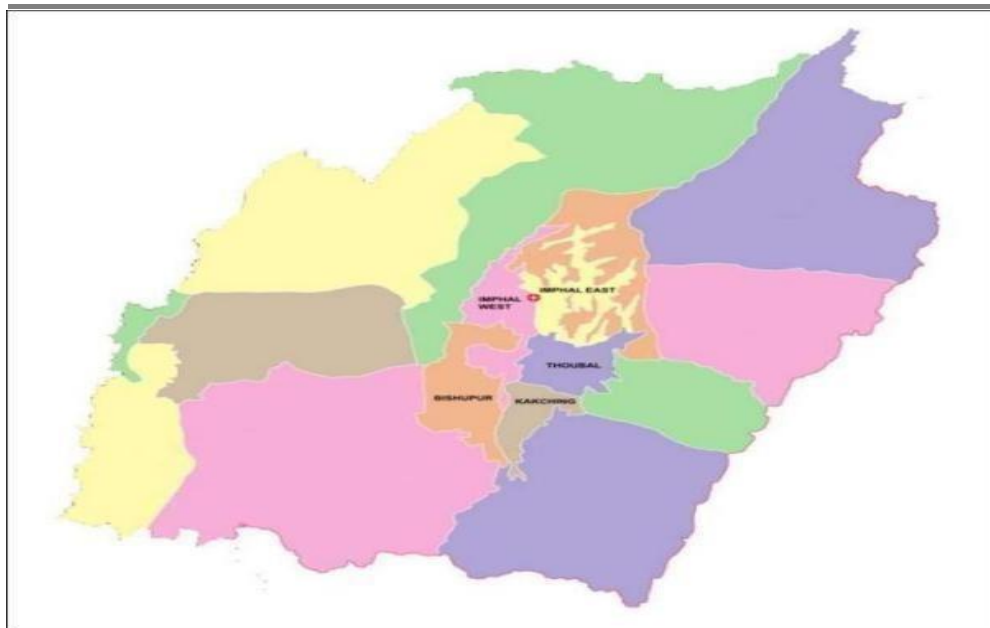 IMPHAL EAST
IMPHAL
WEST
THOUBAL
BISHUPUR
KAKCHING